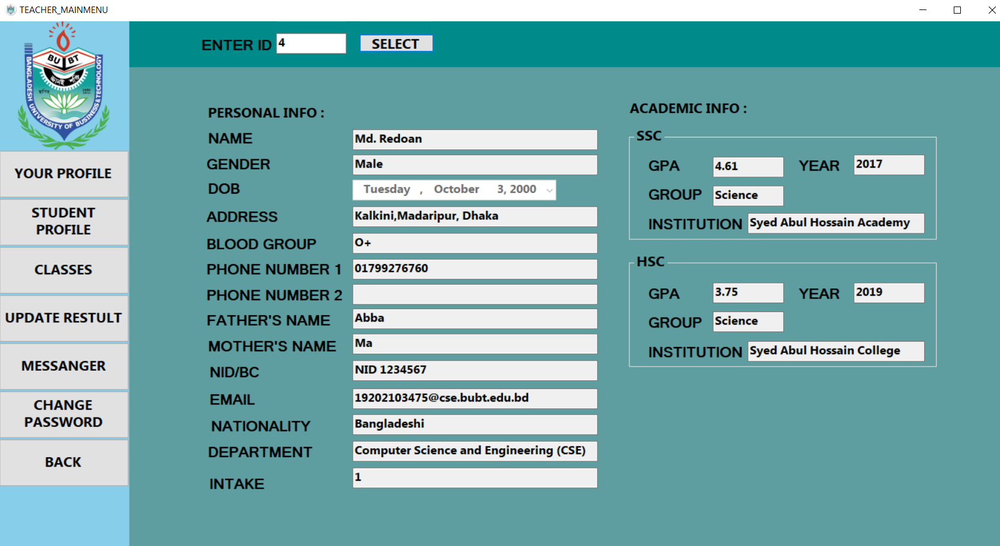 TEACHER_MAINMENU
BU BT
জ্ঞানই শক্তি
BANGLADESH UNIVERSITY OF BUSINESS & TECHNOLOGY
ENTER ID 4 SELECT
YOUR PROFILE
STUDENT
PROFILE
CLASSES
UPDATE RESTULT
MESSANGER
CHANGE
PASSWORD
BACK
PERSONAL INFO :
NAME Md. Redoan
GENDER Male
DOB Tuesday , October 3, 2000
ADDRESS Kalkini,Madaripur, Dhaka
BLOOD GROUP O+
PHONE NUMBER 1 01799276760
PHONE NUMBER 2
FATHER'S NAME Abba
MOTHER'S NAME Ma
NID/BC NID 1234567
EMAIL 19202103475@cse.bubt.edu.bd
NATIONALITY Bangladeshi
DEPARTMENT Computer Science and Engineering (CSE)
INTAKE 1
ACADEMIC INFO :
SSC
GPA 4.61 YEAR 2017
GROUP Science
INSTITUTION Syed Abul Hossain Academy
HSC
GPA 3.75 YEAR 2019
GROUP Science
INSTITUTION Syed Abul Hossain College